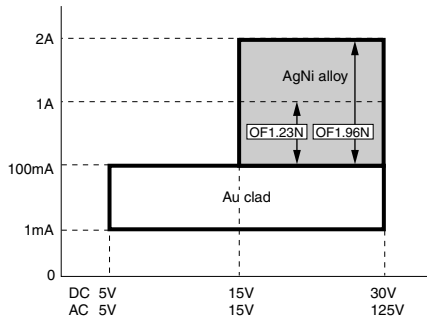 2A
AgNi alloy
1A
OF1.23N OF1.96N
100mA
Au clad
1mA
0
DC 5V 15V 30V
AC 5V 15V 125V